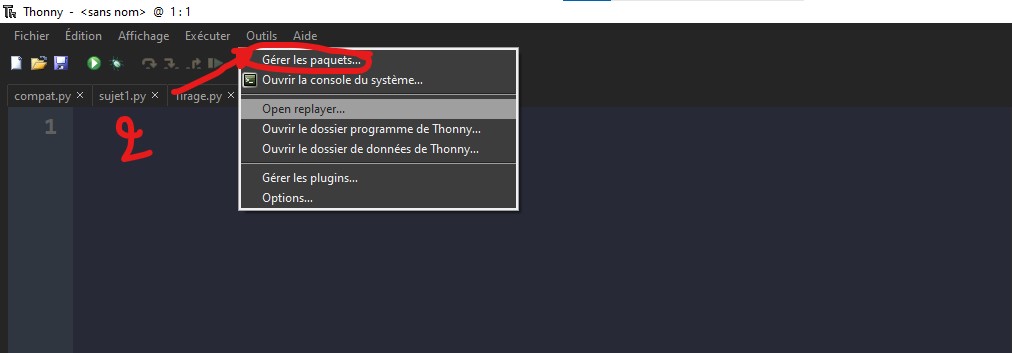 Thonny - <sans nom> @ 1 : 1
Fichier Édition Affichage Exécuter Outils Aide
Gérer les paquets...
Ouvrir la console du système...
compat.py × sujet1.py × Tirage.py ×
Open replayer...
1
2
Ouvrir le dossier programme de Thonny...
Ouvrir le dossier de données de Thonny...
Gérer les plugins...
Options...